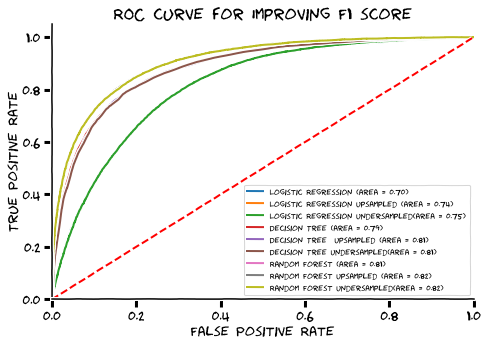 ROC CURVE FOR IMPROVING F1 SCORE
1.0
0.8
0.6
0.4
0.2
0.0
TRUE POSITIVE RATE
LOGISTIC REGRESSION (AREA = 0.70)
LOGISTIC REGRESSION UPSAMPLED (AREA = 0.74)
LOGISTIC REGRESSION UNDERSAMPLED(AREA = 0.75)
DECISION TREE (AREA = 0.79)
DECISION TREE  UPSAMPLED (AREA = 0.81)
DECISION TREE UNDERSAMPLED(AREA = 0.81)
RANDOM FOREST (AREA = 0.81)
RANDOM FOREST UPSAMPLED (AREA = 0.82)
RANDOM FOREST UNDERSAMPLED(AREA = 0.82)
0.0 0.2 0.4 0.6 0.8 1.0
FALSE POSITIVE RATE